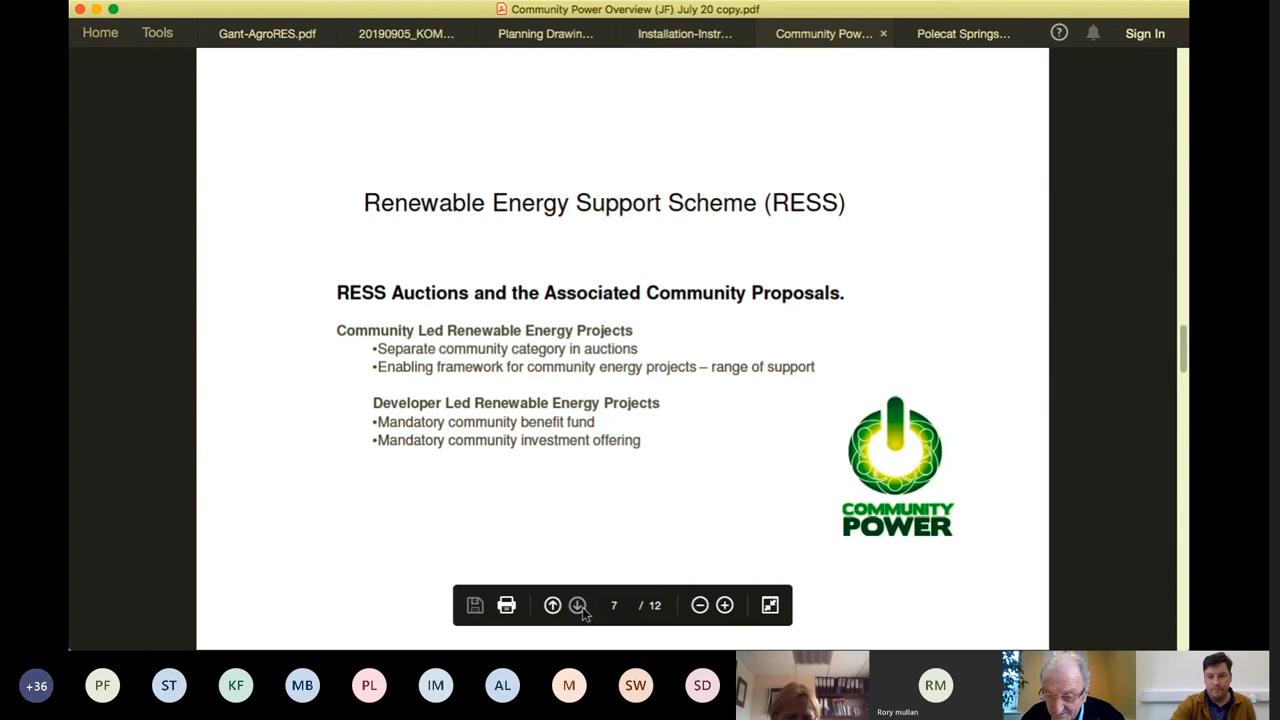 Community Power Overview (JF) July 20 copy.pdf
Home Tools Gant-AgroRES.pdf 20190905_KOM... Planning Drawin... Installation-Instr... Community Pow... × Polecat Springs... ? Sign In
Renewable Energy Support Scheme (RESS)
RESS Auctions and the Associated Community Proposals.
Community Led Renewable Energy Projects
•Separate community category in auctions
•Enabling framework for community energy projects – range of support
Developer Led Renewable Energy Projects
•Mandatory community benefit fund
•Mandatory community investment offering
COMMUNITY
POWER
7 / 12
+36 PF ST KF MB PL IM AL M SW SD RM
Rory mullan